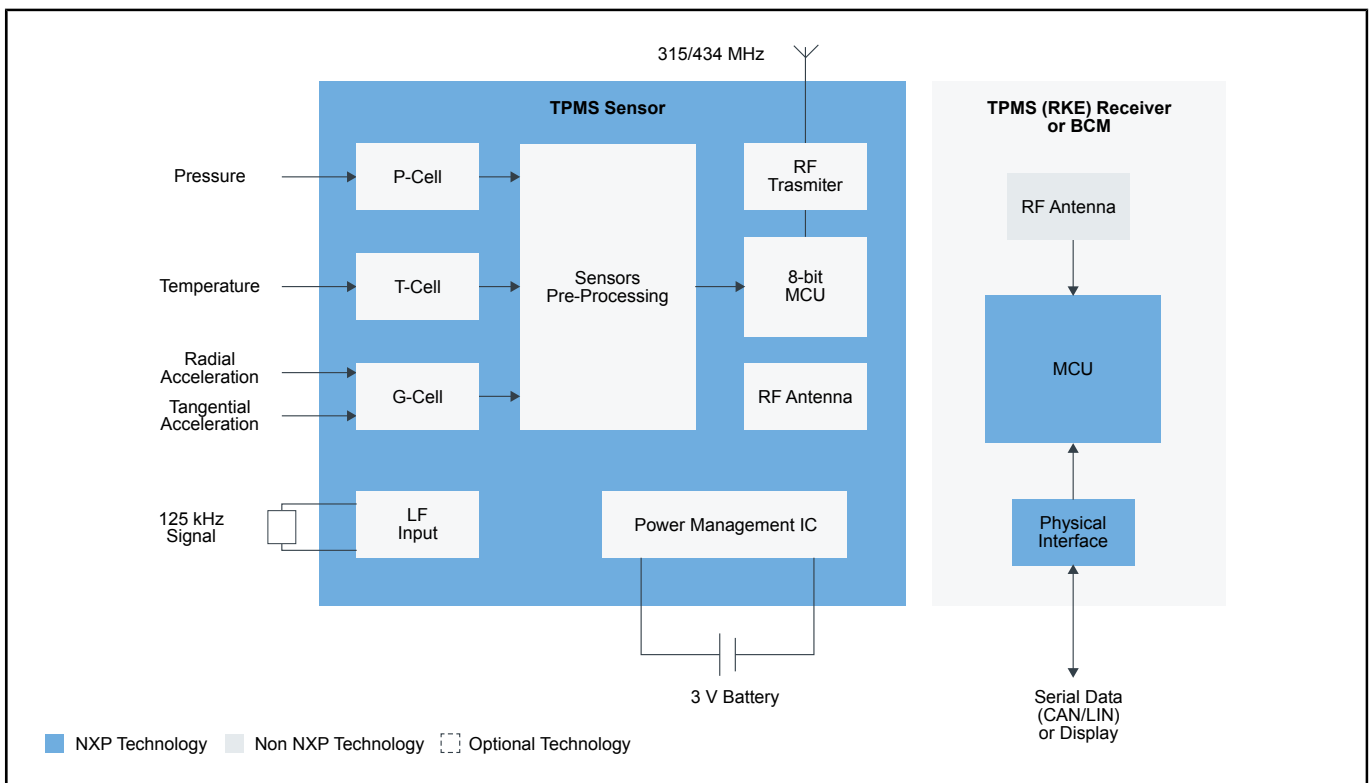 315/434 MHz
TPMS Sensor
TPMS (RKE) Receiver
or BCM
Pressure
P-Cell
RF
Trasmiter
RF Antenna
Temperature
T-Cell
Sensors
Pre-Processing
8-bit
MCU
MCU
Radial
Acceleration
Tangential
Acceleration
G-Cell
RF Antenna
125 kHz
Signal
LF
Input
Power Management IC
Physical
Interface
3 V Battery
Serial Data
(CAN/LIN)
or Display
NXP Technology
Non NXP Technology
Optional Technology